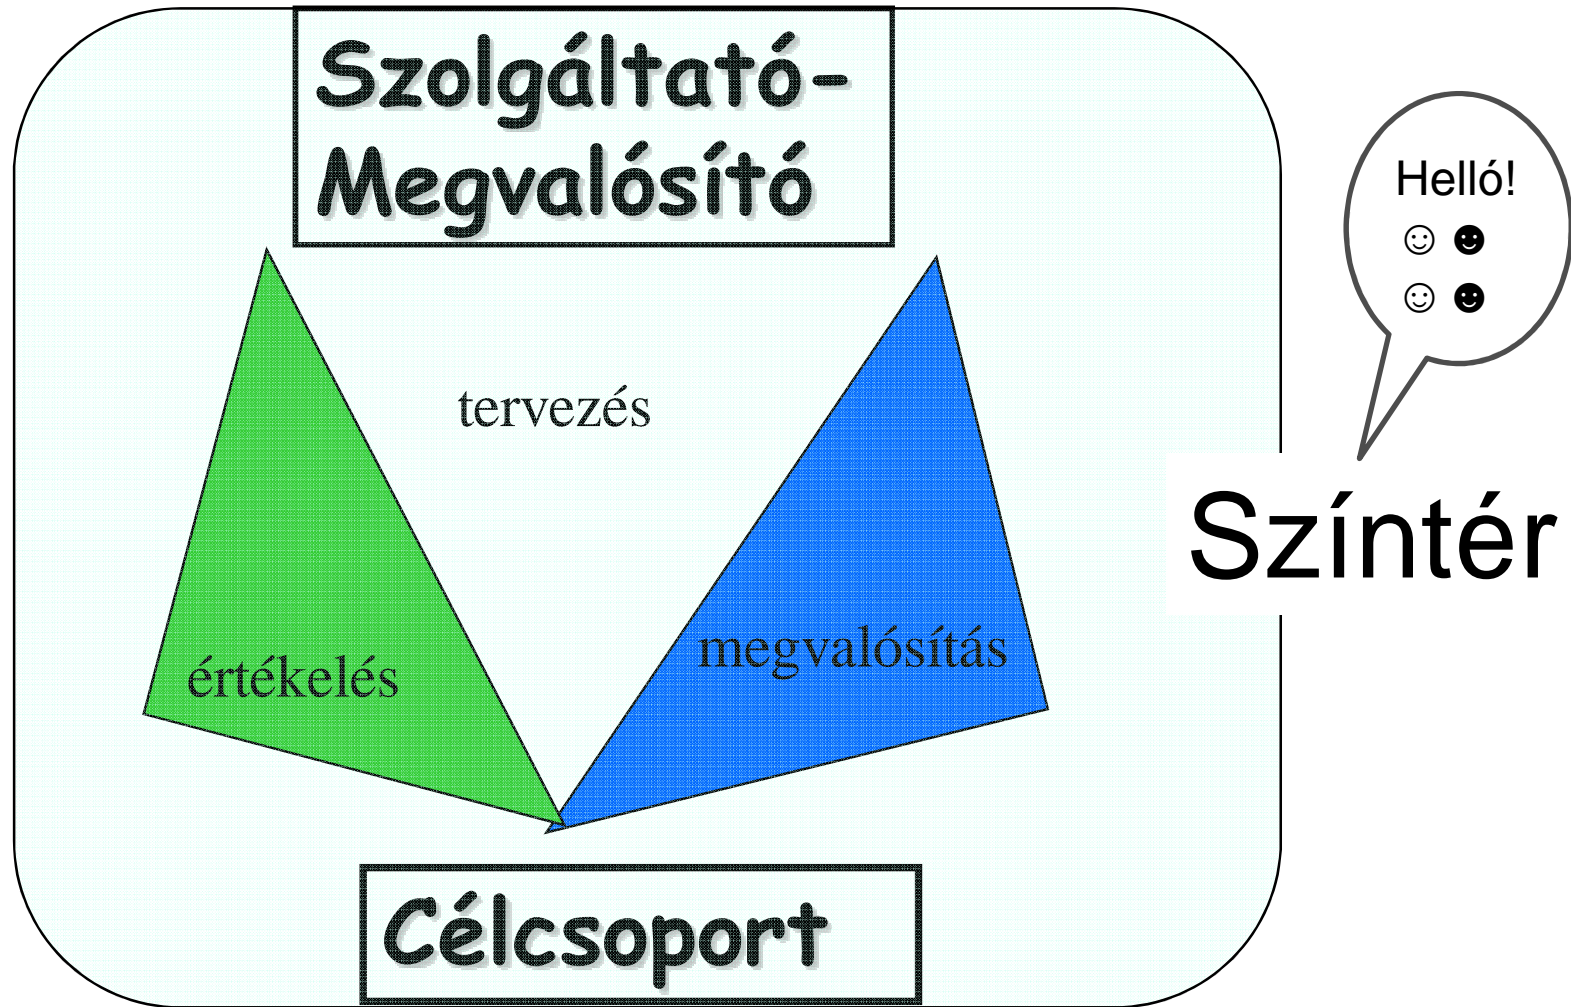 Szolgáltató-
Megvalósító
Helló!
☺ ☻
☺ ☻
tervezés
Színtér
megvalósítás
értékelés
Célcsoport